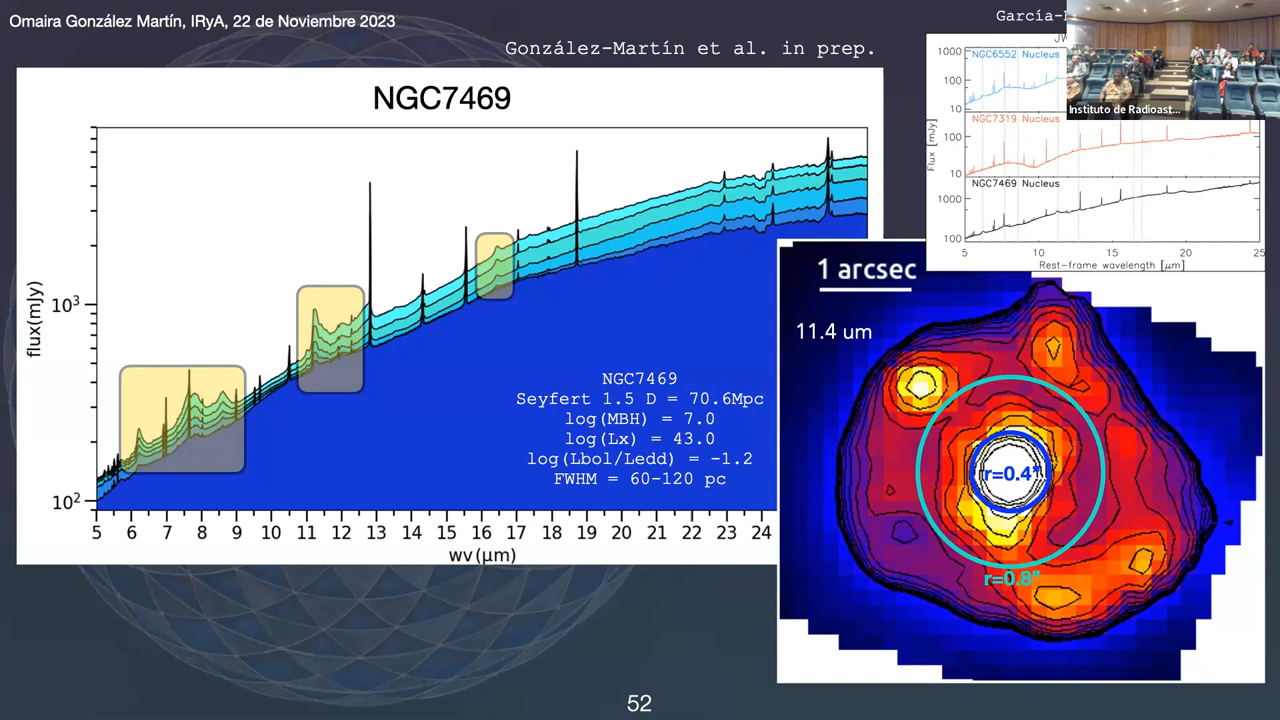 Omaira González Martín, IRyA, 22 de Noviembre 2023
González-Martín et al. in prep.
NGC7469
flux(mJy)
10³
10²
5 6 7 8 9 10 11 12 13 14 15 16 17 18 19 20 21 22 23 24
wv(μm)
NGC7469
Seyfert 1.5 D = 70.6Mpc
log(MBH) = 7.0
log(Lx) = 43.0
log(Lbol/Ledd) = -1.2
FWHM = 60-120 pc
Instituto de Radioast...
NGC6552 Nucleus
1000
100
10
NGC7319 Nucleus
100
10
Flux [mJy]
NGC7469 Nucleus
1000
100
5 10 15 20 25
Rest-frame wavelength [μm]
1 arcsec
11.4 um
r=0.4"
r=0.8"
52